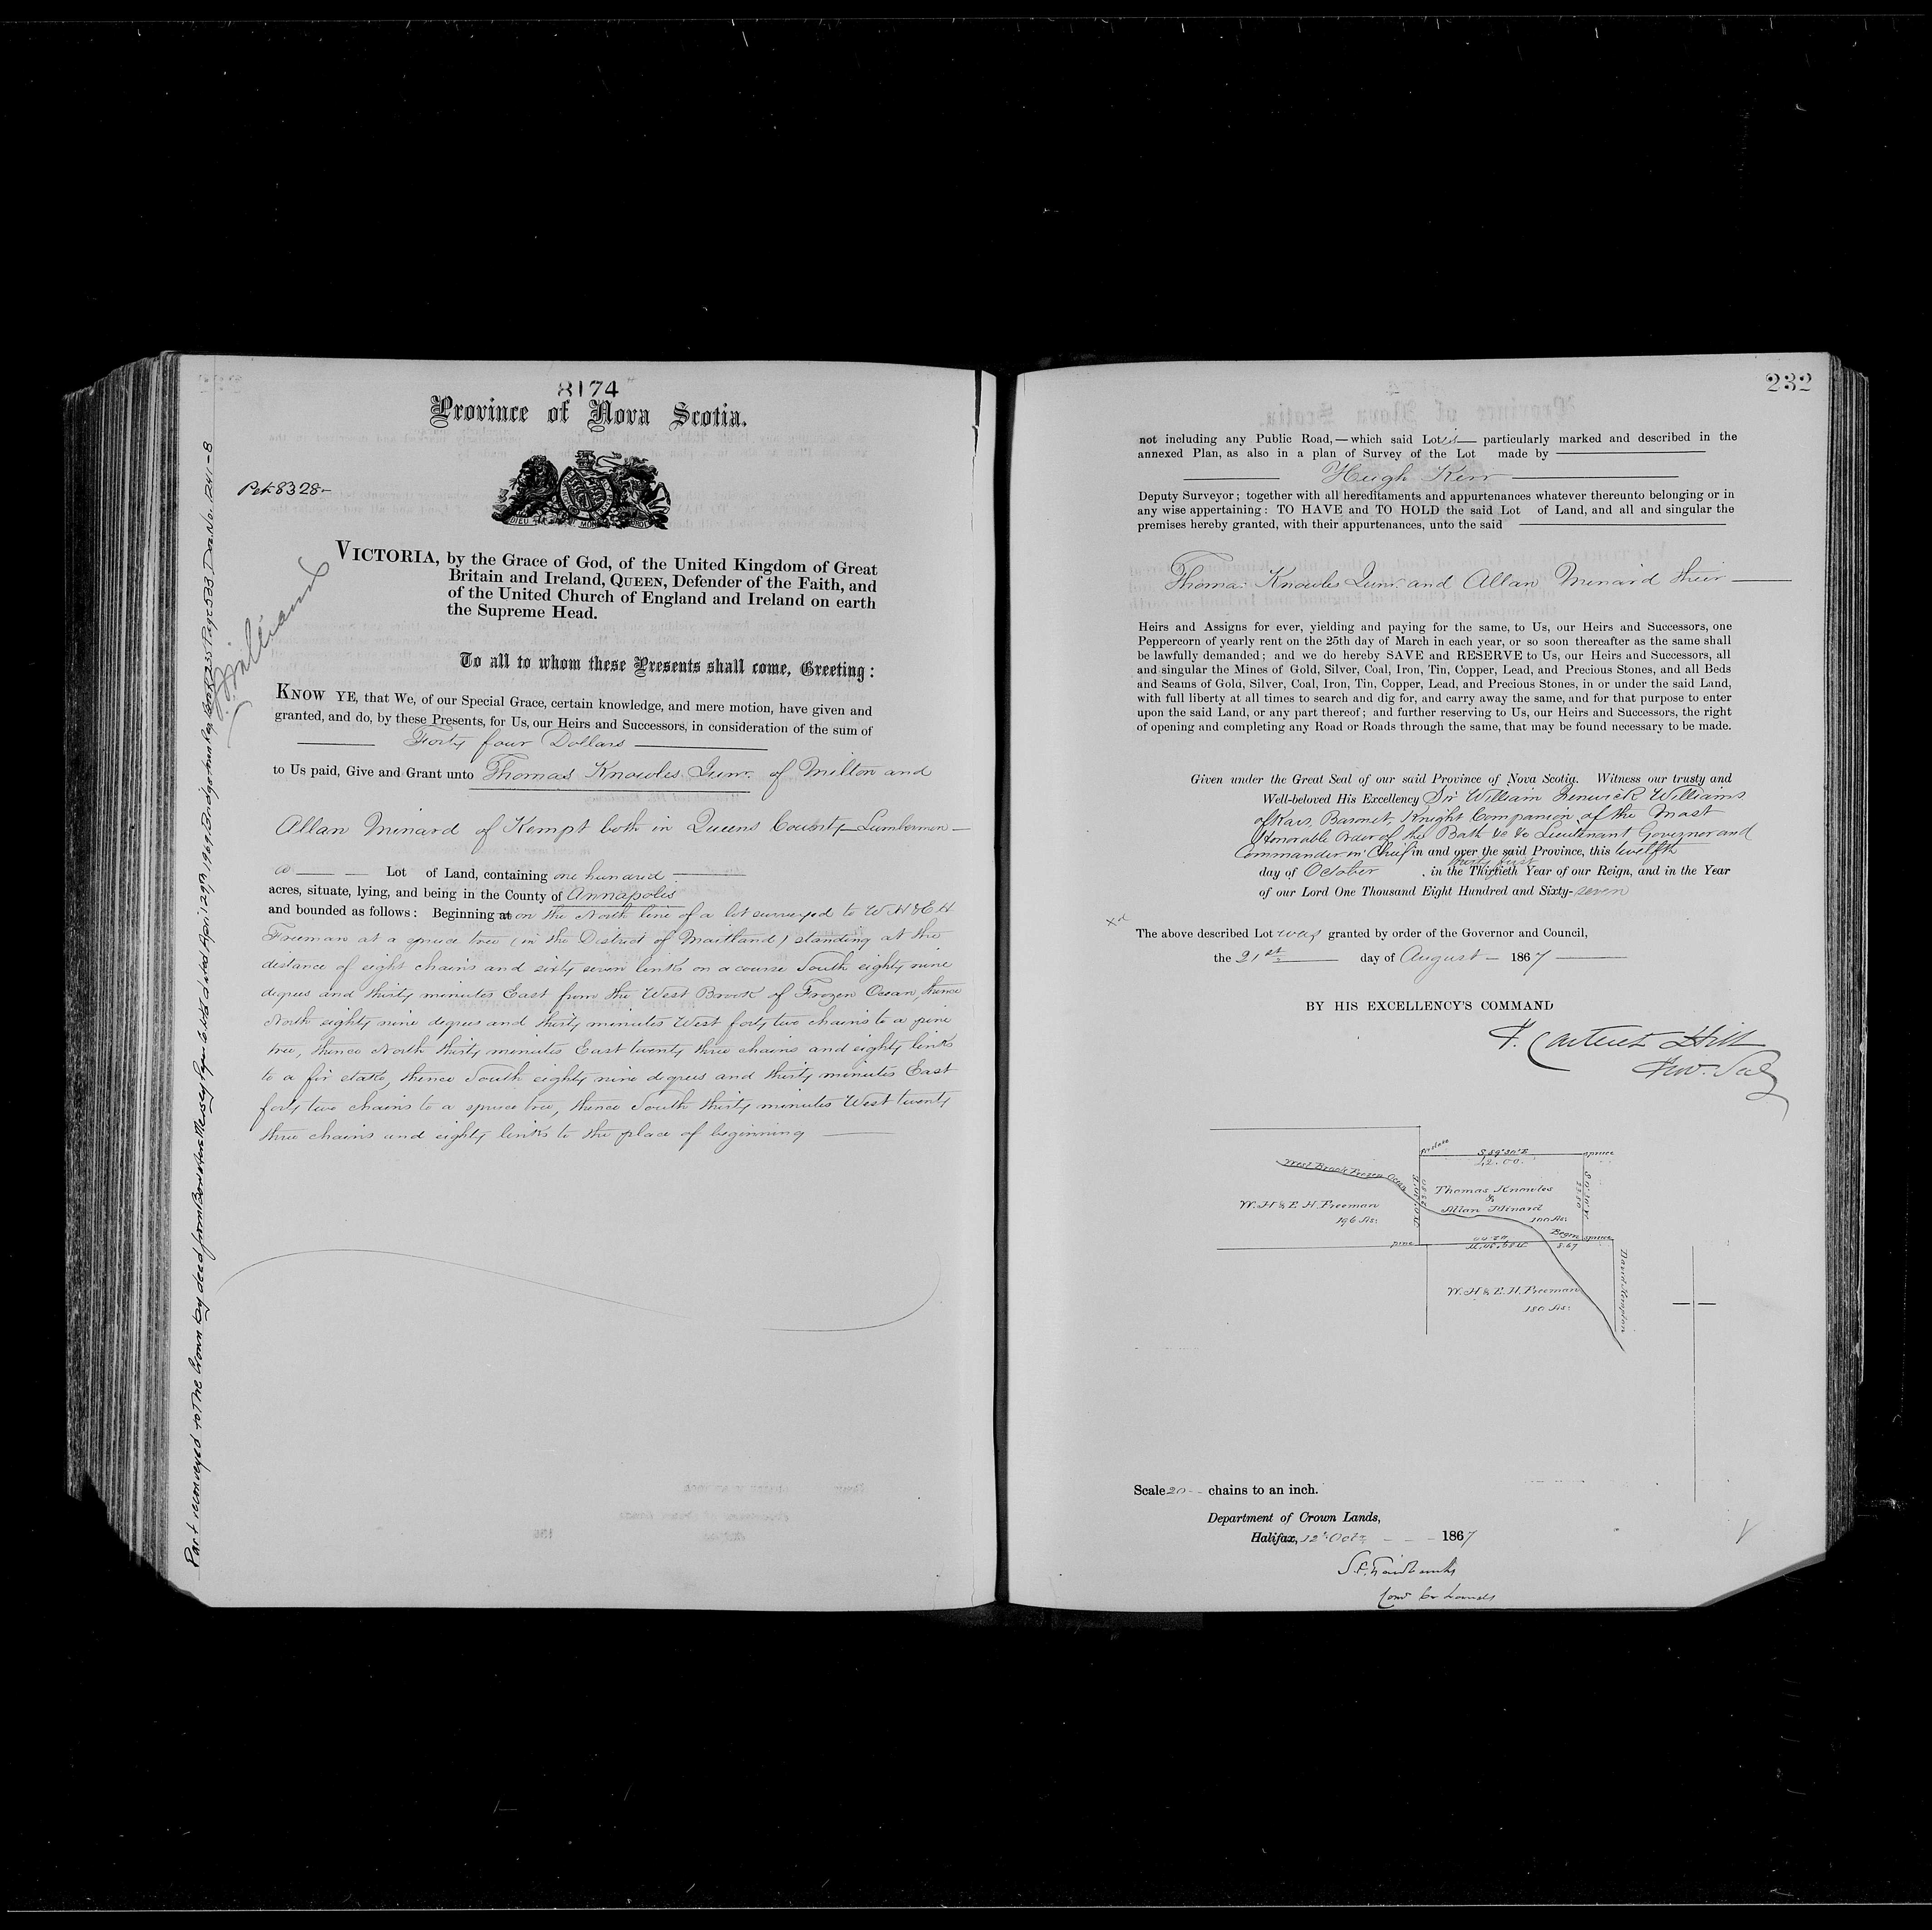 8174
Province of Nova Scotia.
Pet 8328-
DIEU ET MON DROIT
VICTORIA, by the Grace of God, of the United Kingdom of Great
Britain and Ireland, QUEEN, Defender of the Faith, and
of the United Church of England and Ireland on earth
the Supreme Head.
To all to whom these Presents shall come, Greeting:
KNOW YE, that We, of our Special Grace, certain knowledge, and mere motion, have given and
granted, and do, by these Presents, for Us, our Heirs and Successors, in consideration of the sum of
Forty four Dollars
to Us paid, Give and Grant unto Thomas Knowles Junr. of Milton and
Allan Minard of Kempt both in Queens County - Lumbermen -
a Lot of Land, containing one hundred
acres, situate, lying, and being in the County of Annapolis
and bounded as follows: Beginning at on the North line of a lot surveyed to W H & E H
Freeman at a spruce tree (in the District of Maitland) standing at the
distance of eight chains and sixty seven links on a course South eighty nine
degrees and thirty minutes East from the West Brook of Frozen Ocean, thence
North eighty nine degrees and thirty minutes West forty two chains to a pine
tree, thence North thirty minutes East twenty three chains and eighty links
to a fir stake, thence South eighty nine degrees and thirty minutes East
forty two chains to a spruce tree, thence South thirty minutes West twenty
three chains and eighty links to the place of beginning
Part reconveyed to The Crown by deed from Bowaters Mersey Paper Co Ltd dated April 29th, 1969, Bridgetown Reg. Book 235 Page 538 Doc No. 1241-B
232
not including any Public Road,—which said Lot is particularly marked and described in the
annexed Plan, as also in a plan of Survey of the Lot made by
Hugh Kerr
Deputy Surveyor; together with all hereditaments and appurtenances whatever thereunto belonging or in
any wise appertaining: TO HAVE and TO HOLD the said Lot of Land, and all and singular the
premises hereby granted, with their appurtenances, unto the said
Thomas Knowles Junr. and Allan Minard their
Heirs and Assigns for ever, yielding and paying for the same, to Us, our Heirs and Successors, one
Peppercorn of yearly rent on the 25th day of March in each year, or so soon thereafter as the same shall
be lawfully demanded; and we do hereby SAVE and RESERVE to Us, our Heirs and Successors, all
and singular the Mines of Gold, Silver, Coal, Iron, Tin, Copper, Lead, and Precious Stones, and all Beds
and Seams of Gold, Silver, Coal, Iron, Tin, Copper, Lead, and Precious Stones, in or under the said Land,
with full liberty at all times to search and dig for, and carry away the same, and for that purpose to enter
upon the said Land, or any part thereof; and further reserving to Us, our Heirs and Successors, the right
of opening and completing any Road or Roads through the same, that may be found necessary to be made.
Given under the Great Seal of our said Province of Nova Scotia. Witness our trusty and
Well-beloved His Excellency Sir William Fenwick Williams
of Kars, Baronet, Knight Companion of the Most
Honorable Order of the Bath &c &c Lieutenant Governor and
Commander in Chief in and over the said Province, this twelfth
thirty first
day of October in the Thirtieth Year of our Reign, and in the Year
of our Lord One Thousand Eight Hundred and Sixty-seven
xd
The above described Lot was granted by order of the Governor and Council,
the 21st day of August 1867
BY HIS EXCELLENCY'S COMMAND
P. Carteret Hill
Prov. Secy
fir stake
S.89°30'E
42.00
spruce
West Brook Frozen Ocean
Thomas Knowles
&
Allan Minard
100 As:
W. H & E. H. Freeman
196 As:
23.80
S.0°30'W
23.80
pine
42.00
N.89°30'W
Begin
spruce
8.67
W. H & E. H. Freeman
180 As:
David Kempton
Scale 20 chains to an inch.
Department of Crown Lands,
Halifax, 12th Octr. 1867
S. P. Fairbanks
Comr Cr Lands